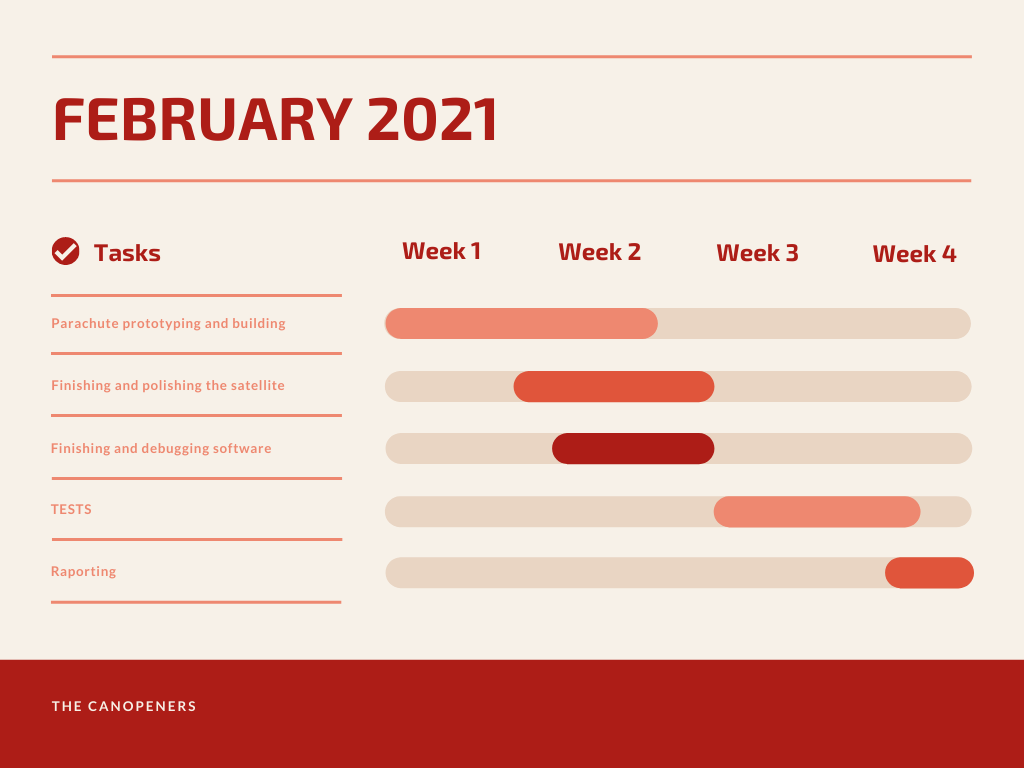 FEBRUARY 2021
Tasks
Week 1
Week 2
Week 3
Week 4
Parachute prototyping and building
Finishing and polishing the satellite
Finishing and debugging software
TESTS
Raporting
THE CANOPENERS